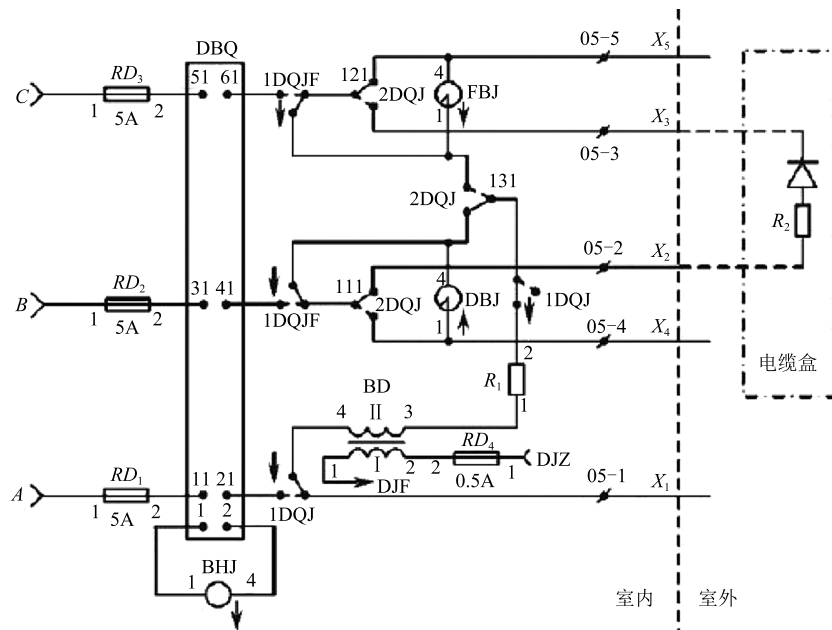 05-5 X5
DBQ
C RD3 51 61 1DQJF 121 4
1 2 2DQJ FBJ
5A 1 X3
05-3
131
2DQJ R2
05-2 X2
B RD2 31 41 111 4
1 2 1DQJF 2DQJ DBJ 1DQJ
5A 1 05-4 X4
2
R1 电缆盒
BD
4 II 3 1
RD4
1 I 2 2 1 DJZ
A RD1 11 21 DJF 0.5A 05-1 X1
1 2 1 2 1DQJ
5A
BHJ
1 4
室内 室外